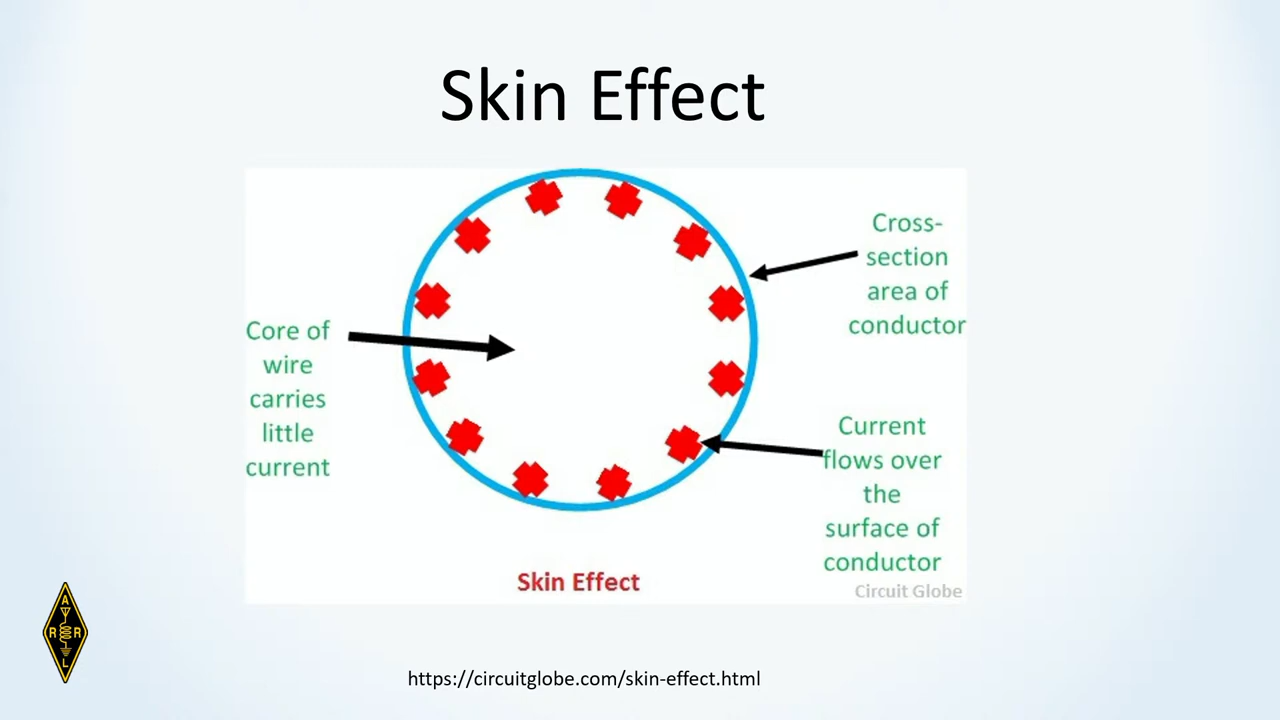 Skin Effect
Core of
wire
carries
little
current
Cross-
section
area of
conductor
Current
flows over
the
surface of
conductor
Skin Effect
Circuit Globe
A
R R
L
https://circuitglobe.com/skin-effect.html